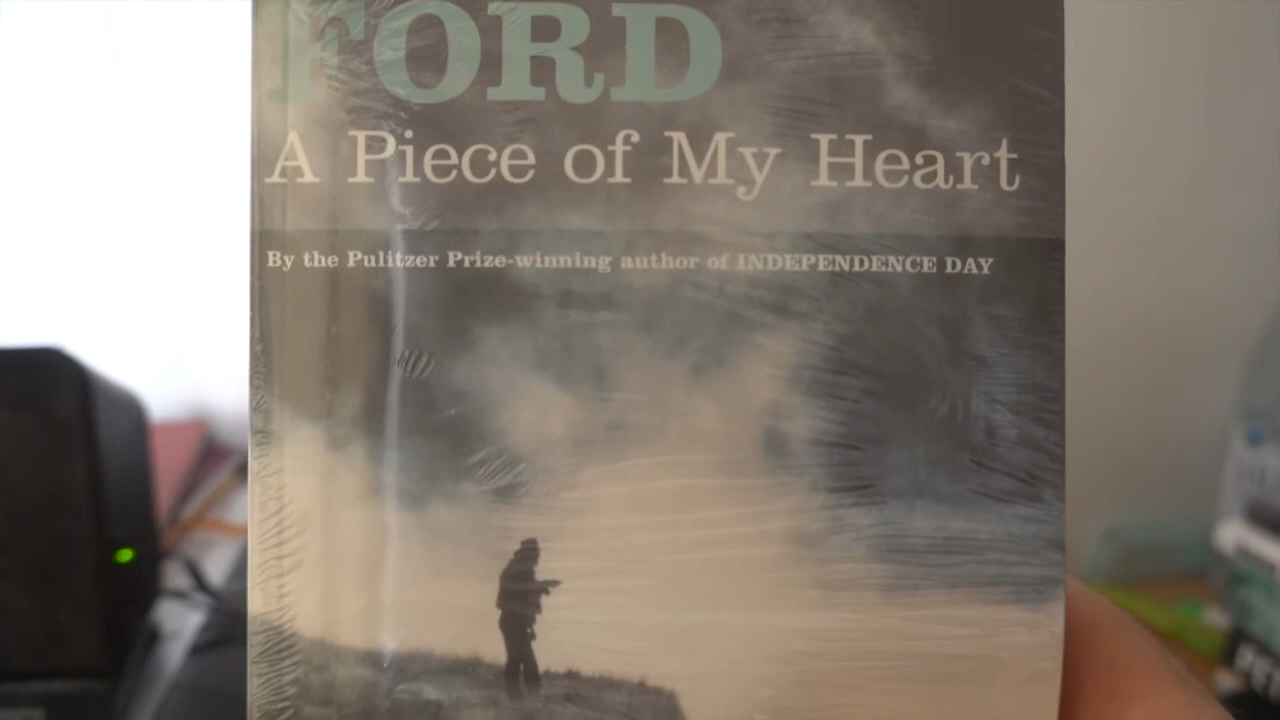 FORD
A Piece of My Heart
By the Pulitzer Prize-winning author of INDEPENDENCE DAY